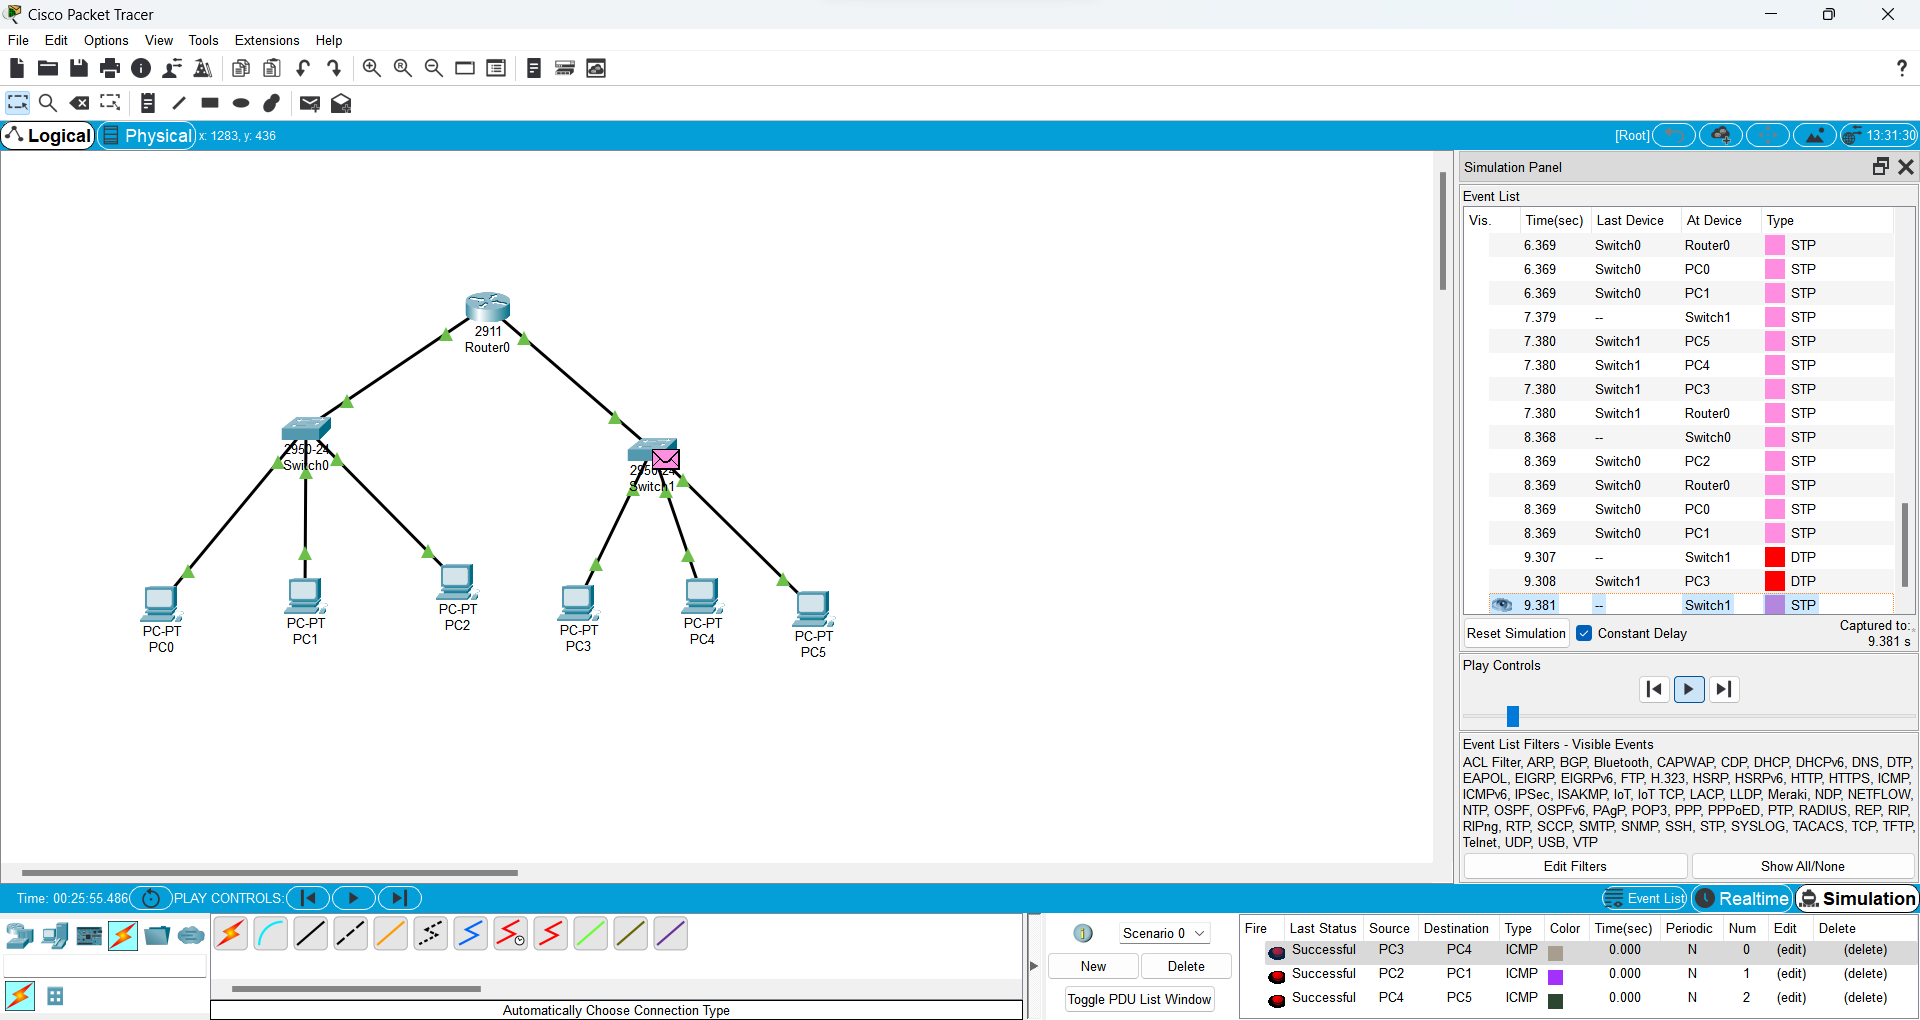 Cisco Packet Tracer
File Edit Options View Tools Extensions Help
?
Logical Physical x: 1283, y: 436 [Root] 13:31:30
Simulation Panel
Event List
Vis. Time(sec) Last Device At Device Type
6.369 Switch0 Router0 STP
6.369 Switch0 PC0 STP
6.369 Switch0 PC1 STP
7.379 -- Switch1 STP
7.380 Switch1 PC5 STP
7.380 Switch1 PC4 STP
7.380 Switch1 PC3 STP
7.380 Switch1 Router0 STP
8.368 -- Switch0 STP
8.369 Switch0 PC2 STP
8.369 Switch0 Router0 STP
8.369 Switch0 PC0 STP
8.369 Switch0 PC1 STP
9.307 -- Switch1 DTP
9.308 Switch1 PC3 DTP
9.381 -- Switch1 STP
Reset Simulation Constant Delay Captured to:
9.381 s
Play Controls
Event List Filters - Visible Events
ACL Filter, ARP, BGP, Bluetooth, CAPWAP, CDP, DHCP, DHCPv6, DNS, DTP,
EAPOL, EIGRP, EIGRPv6, FTP, H.323, HSRP, HSRPv6, HTTP, HTTPS, ICMP,
ICMPv6, IPSec, ISAKMP, IoT, IoT TCP, LACP, LLDP, Meraki, NDP, NETFLOW,
NTP, OSPF, OSPFv6, PAgP, POP3, PPP, PPPoED, PTP, RADIUS, REP, RIP,
RIPng, RTP, SCCP, SMTP, SNMP, SSH, STP, SYSLOG, TACACS, TCP, TFTP,
Telnet, UDP, USB, VTP
Edit Filters Show All/None
2911
Router0
2950-24
Switch0
2950-24
Switch1
PC-PT
PC0
PC-PT
PC1
PC-PT
PC2
PC-PT
PC3
PC-PT
PC4
PC-PT
PC5
Time: 00:25:55.486 PLAY CONTROLS: Event List Realtime Simulation
Automatically Choose Connection Type
1 Scenario 0
New Delete
Toggle PDU List Window
Fire Last Status Source Destination Type Color Time(sec) Periodic Num Edit Delete
Successful PC3 PC4 ICMP 0.000 N 0 (edit) (delete)
Successful PC2 PC1 ICMP 0.000 N 1 (edit) (delete)
Successful PC4 PC5 ICMP 0.000 N 2 (edit) (delete)